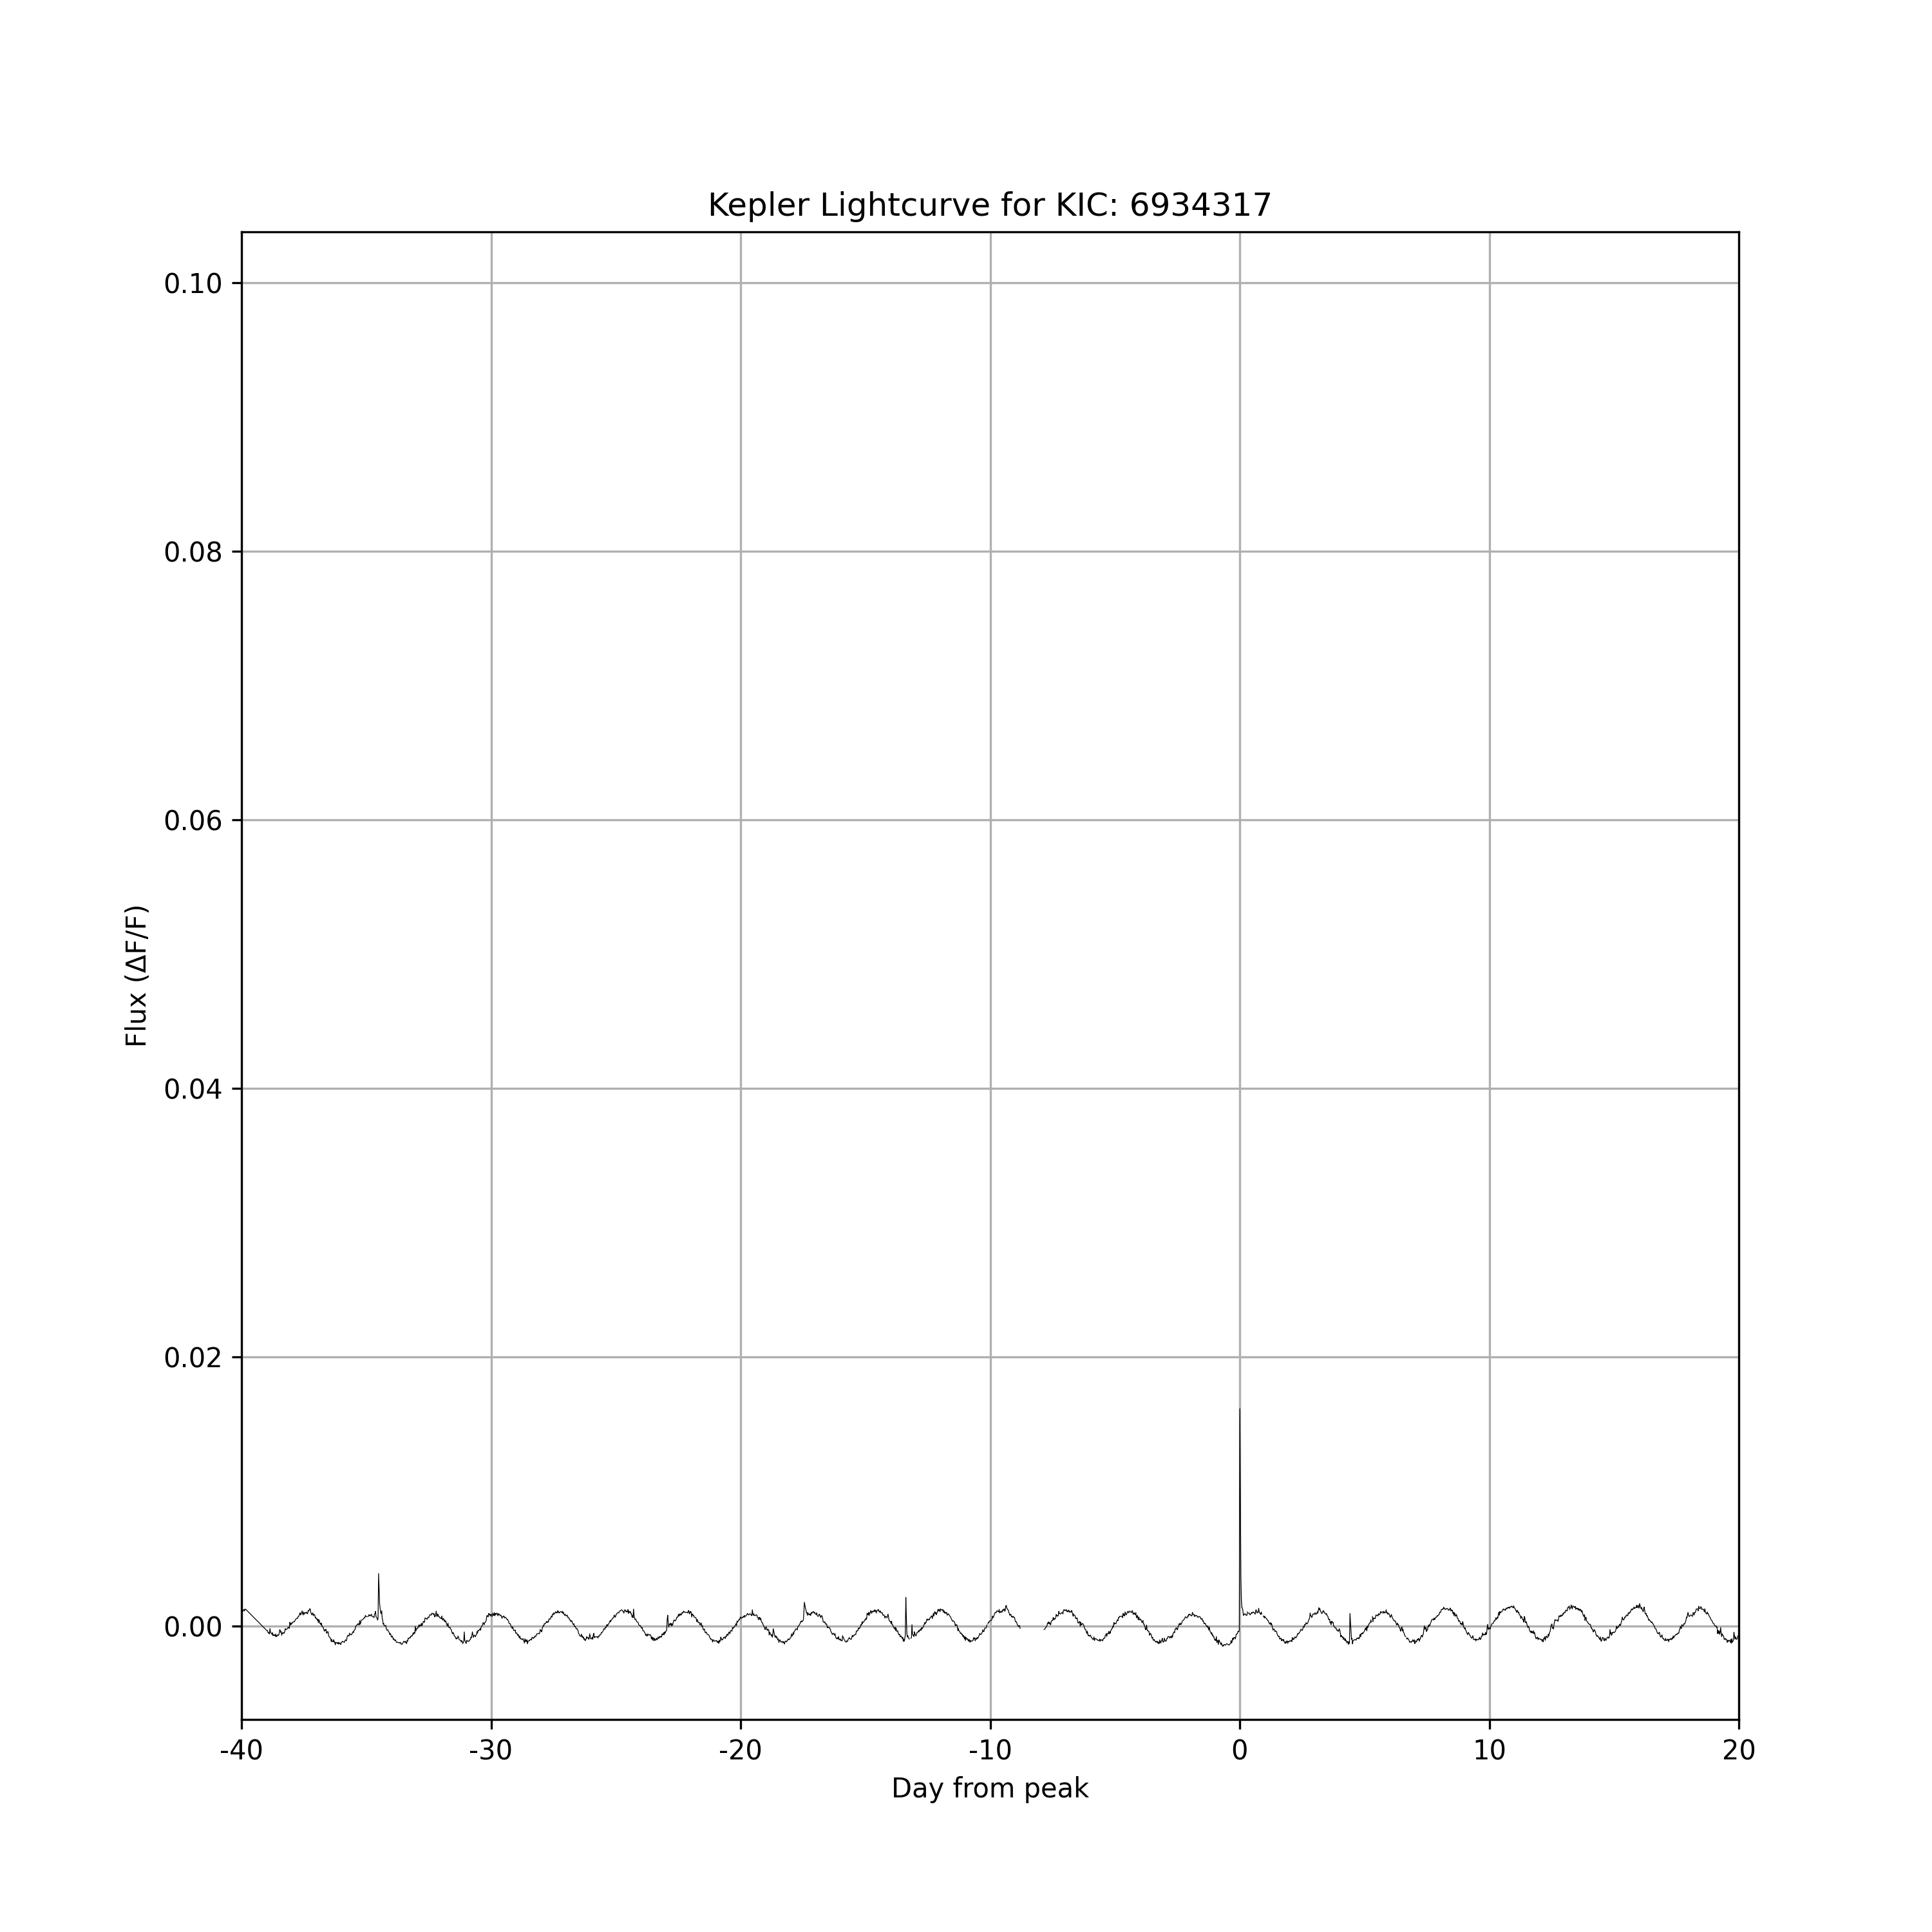 Kepler Lightcurve for KIC: 6934317
0.10
0.08
0.06
0.04
0.02
0.00
Flux (ΔF/F)
-40 -30 -20 -10 0 10 20
Day from peak